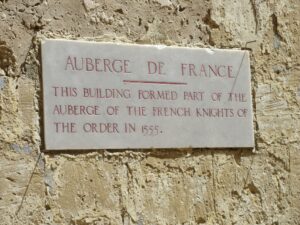 AUBERGE DE FRANCE
THIS BUILDING FORMED PART OF THE
AUBERGE OF THE FRENCH KNIGHTS OF
THE ORDER IN 1555.